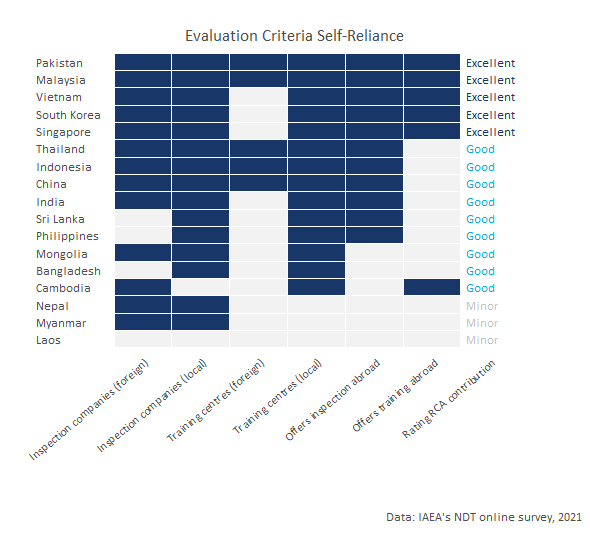 Evaluation Criteria Self-Reliance
Pakistan Excellent
Malaysia Excellent
Vietnam Excellent
South Korea Excellent
Singapore Excellent
Thailand Good
Indonesia Good
China Good
India Good
Sri Lanka Good
Philippines Good
Mongolia Good
Bangladesh Good
Cambodia Good
Nepal Minor
Myanmar Minor
Laos Minor
Inspection companies (foreign)
Inspection companies (local)
Training centres (foreign)
Training centres (local)
Offers inspection abroad
Offers training abroad
Rating RCA contribution
Data: IAEA's NDT online survey, 2021